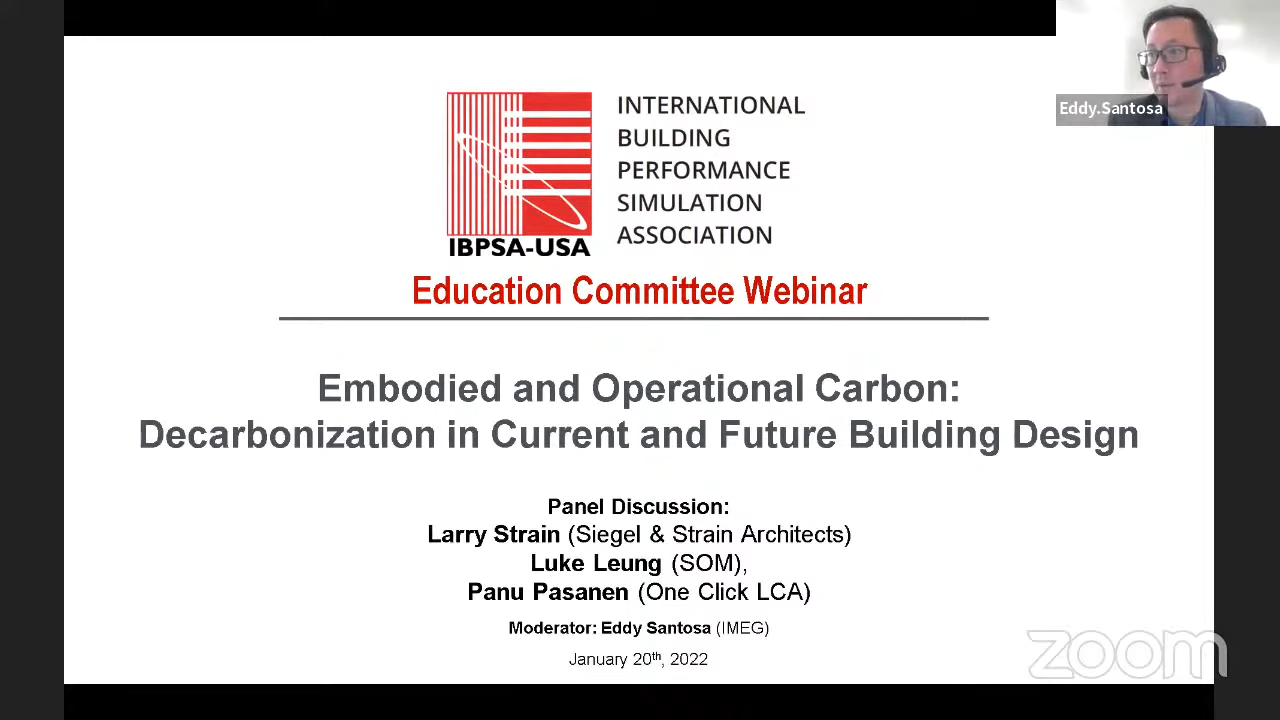 Eddy.Santosa
INTERNATIONAL
BUILDING
PERFORMANCE
SIMULATION
ASSOCIATION
IBPSA-USA
Education Committee Webinar
Embodied and Operational Carbon:
Decarbonization in Current and Future Building Design
Panel Discussion:
Larry Strain (Siegel & Strain Architects)
Luke Leung (SOM),
Panu Pasanen (One Click LCA)
Moderator: Eddy Santosa (IMEG)
January 20th, 2022
zoom